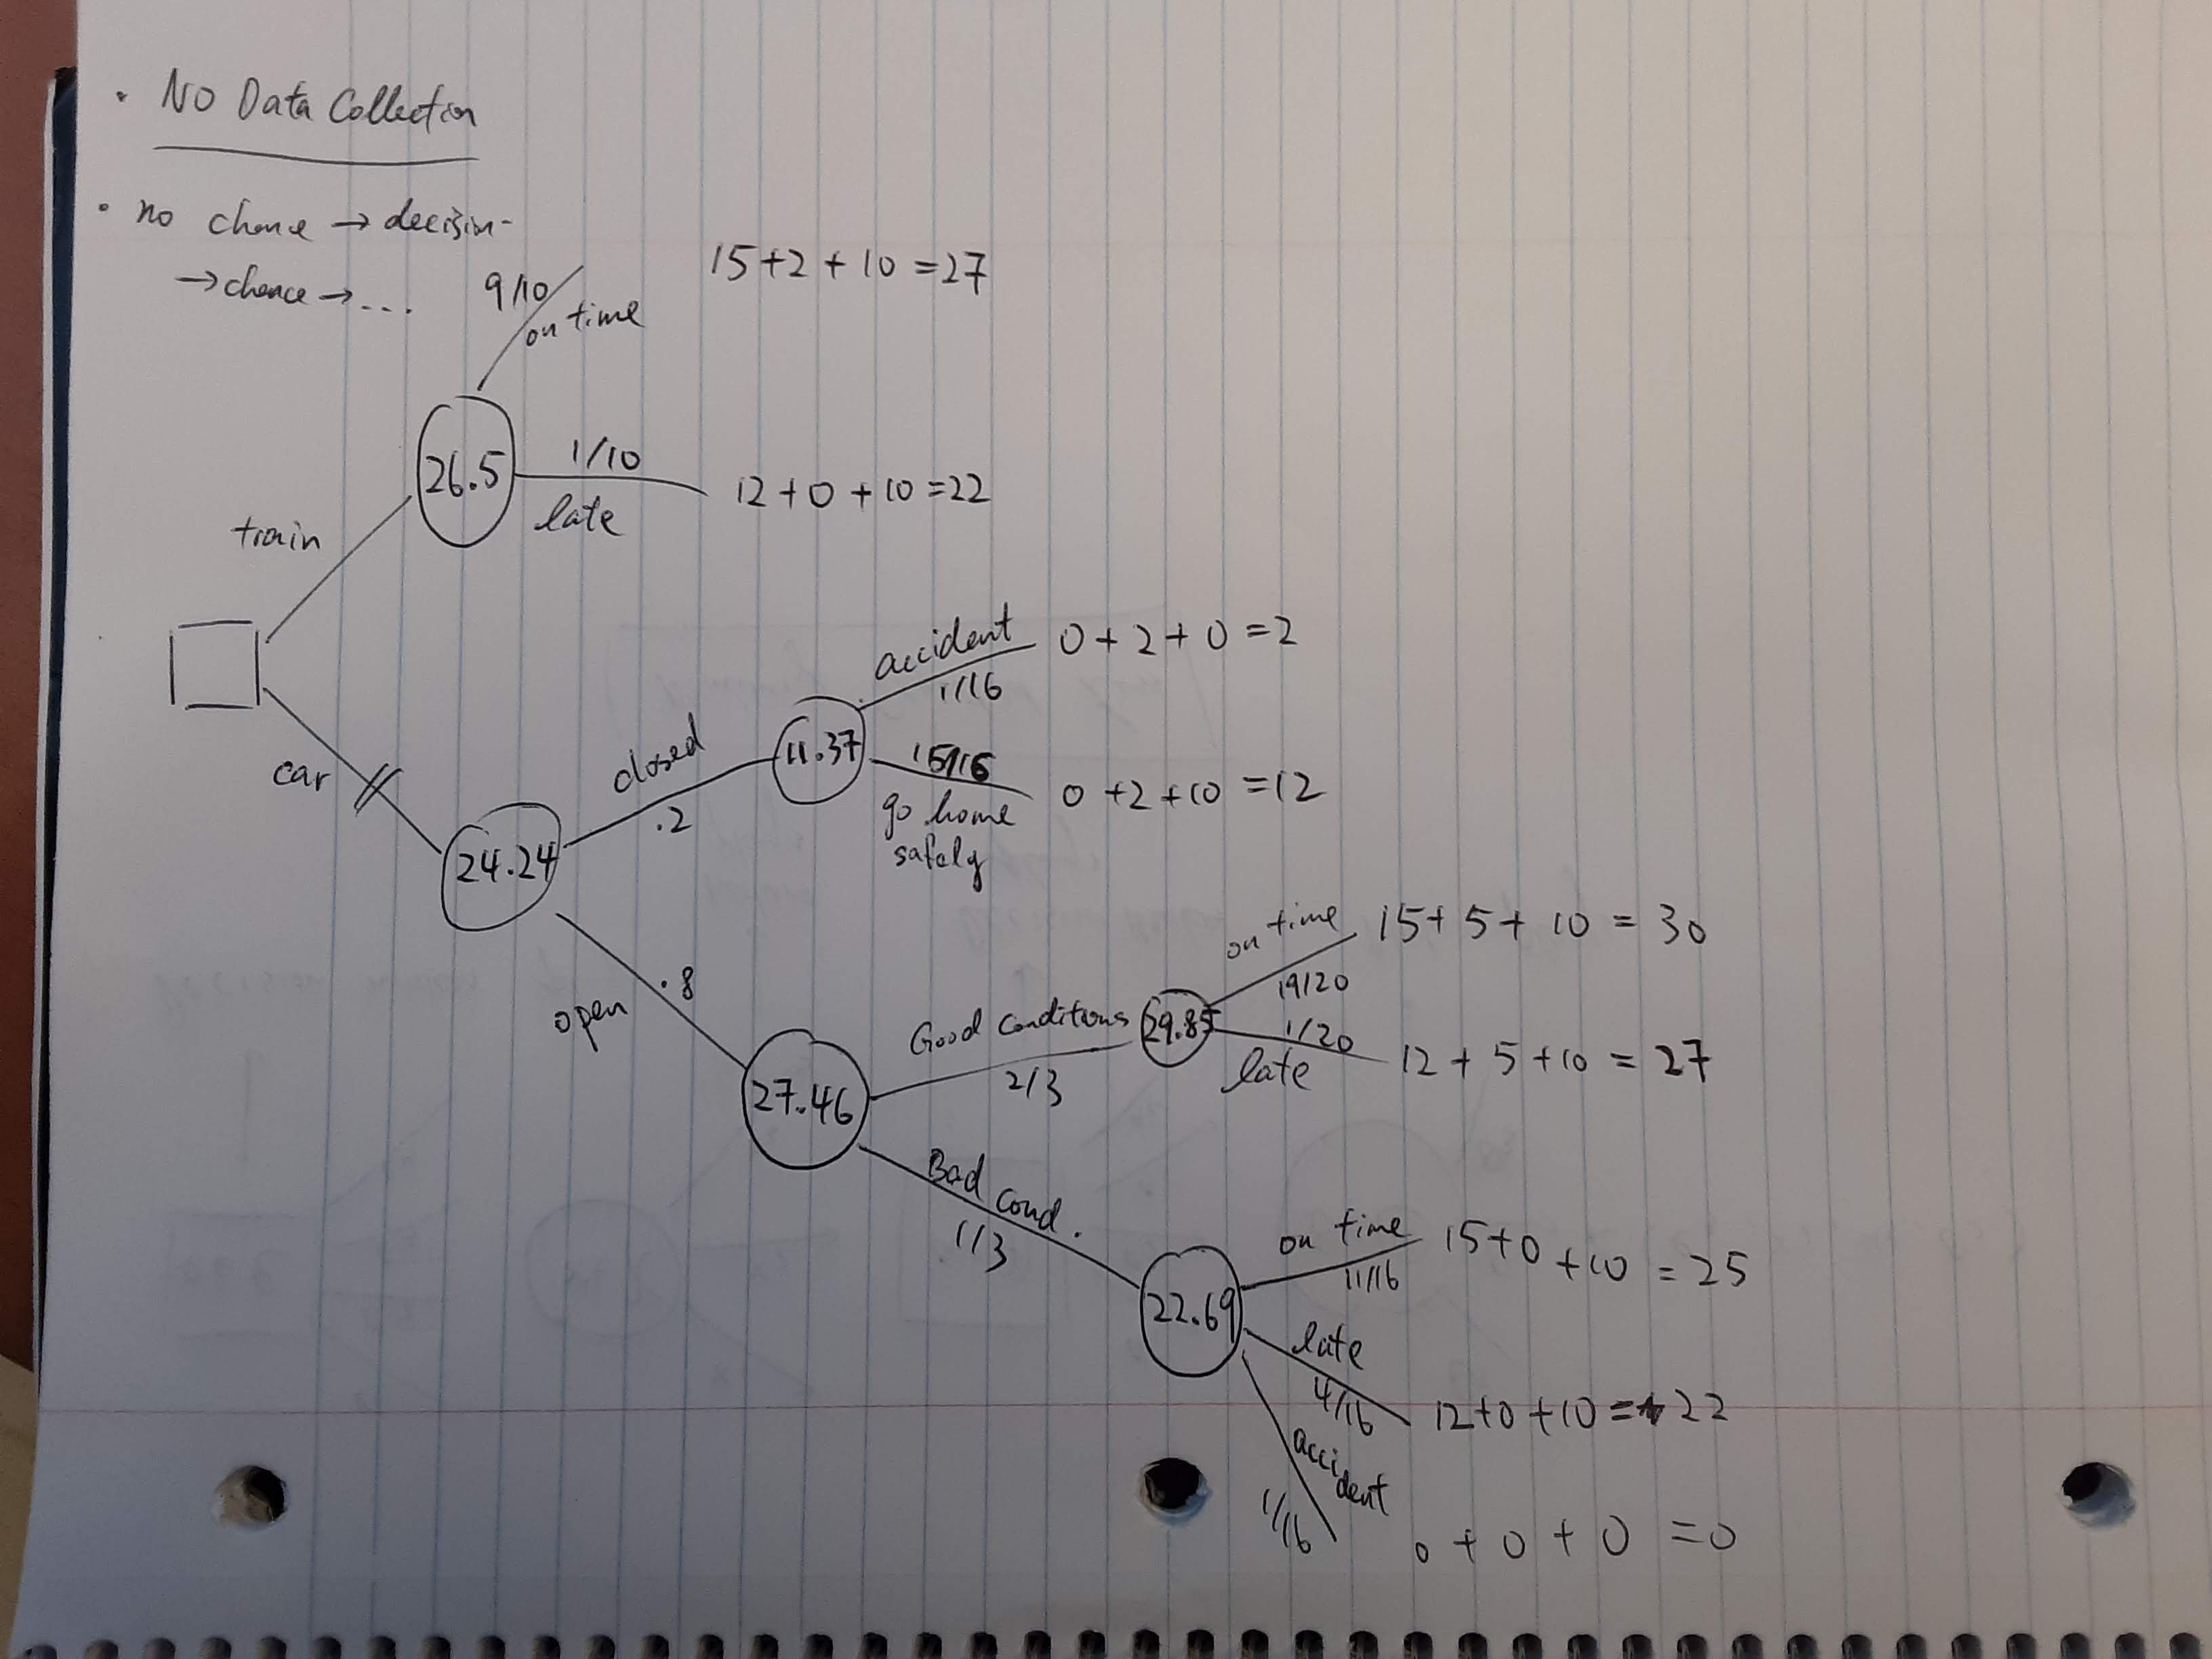 • No Data Collection
• no chance → decision
→ chance → ...
9/10
on time
15+2+10=27
train
26.5
1/10
late
12+0+10=22
car
24.24
closed
.2
11.37
accident
1/16
0+2+0=2
15/16
go home
safely
0+2+10=12
open
.8
27.46
Good conditions
2/3
29.85
on time
19/20
15+5+10=30
1/20
late
12+5+10=27
Bad cond.
1/3
22.69
on time
11/16
15+0+10=25
late
4/16
12+0+10=22
accident
1/16
0+0+0=0